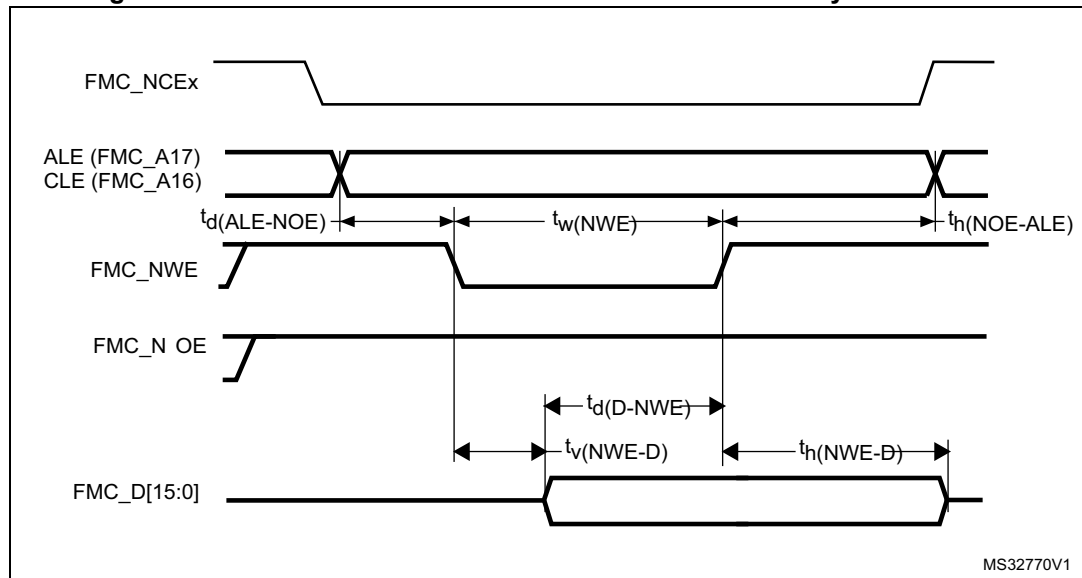 FMC_NCEx
ALE (FMC_A17)
CLE (FMC_A16)
td(ALE-NOE)
tw(NWE)
th(NOE-ALE)
FMC_NWE
FMC_N OE
td(D-NWE)
tv(NWE-D)
th(NWE-D)
FMC_D[15:0]
MS32770V1